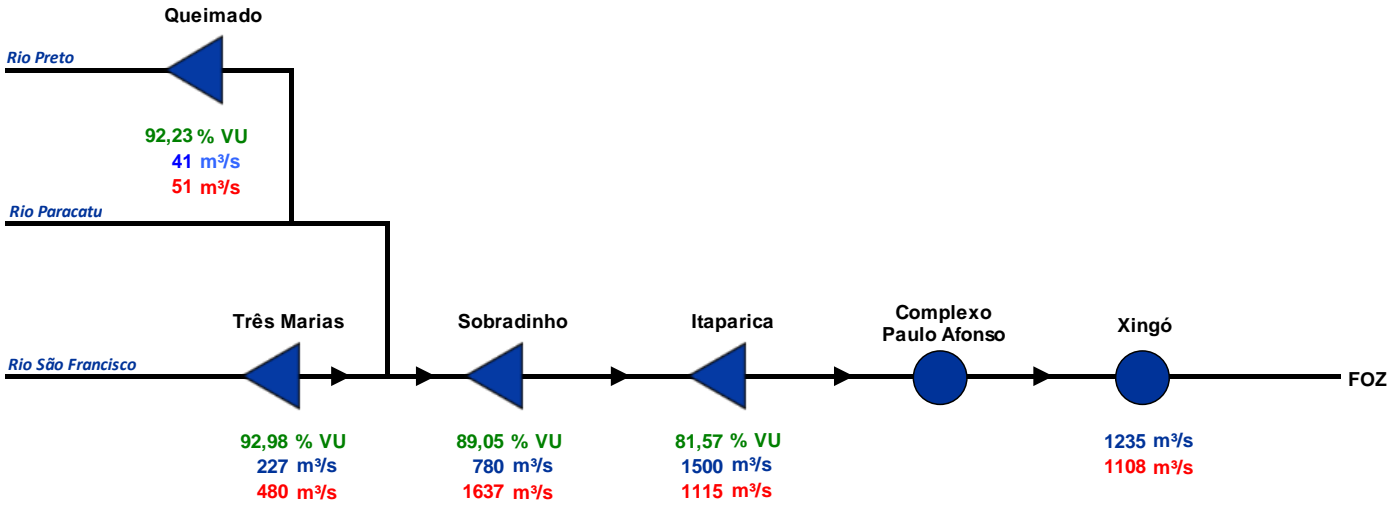 Queimado
Rio Preto
92,23 % VU
41 m³/s
51 m³/s
Rio Paracatu
Três Marias
Sobradinho
Itaparica
Complexo
Paulo Afonso
Xingó
Rio São Francisco
FOZ
92,98 % VU
227 m³/s
480 m³/s
89,05 % VU
780 m³/s
1637 m³/s
81,57 % VU
1500 m³/s
1115 m³/s
1235 m³/s
1108 m³/s